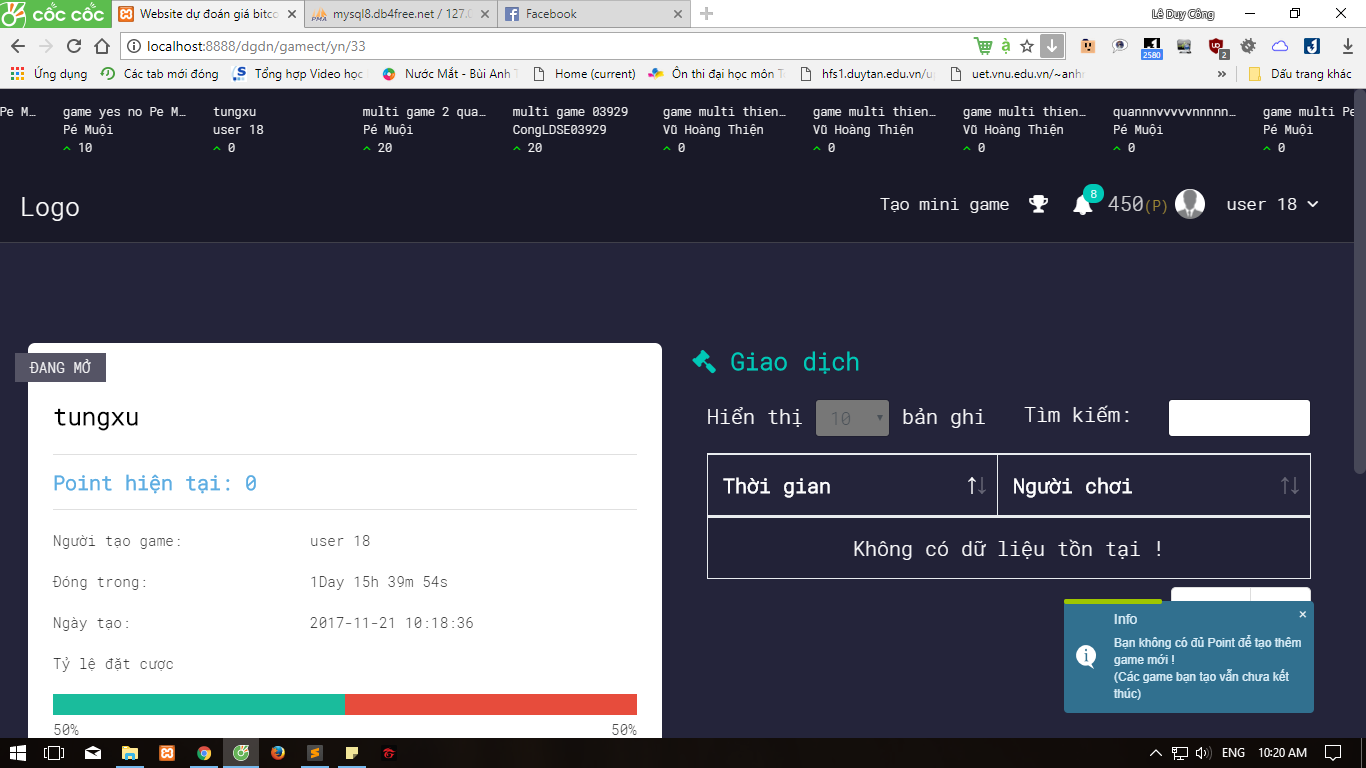 cốc cốc
Website dự đoán giá bitco
mysql8.db4free.net / 127.0
Facebook
Lê Duy Công
localhost:8888/dgdn/gamect/yn/33
Ứng dụng
Các tab mới đóng
Tổng hợp Video học
Nước Mắt - Bùi Anh T
Home (current)
Ôn thi đại học môn
hfs1.duytan.edu.vn/u
uet.vnu.edu.vn/~anhr
»
Dấu trang khác
2580
2
Pe M…
game yes no Pe M…
Pé Muội
10
tungxu
user 18
0
multi game 2 qua…
Pé Muội
20
multi game 03929
CongLDSE03929
20
game multi thien…
Vũ Hoàng Thiện
0
game multi thien…
Vũ Hoàng Thiện
0
game multi thien…
Vũ Hoàng Thiện
0
quannnvvvvvnnnnn…
Pé Muội
0
game multi Pe
Pé Muội
0
Logo
Tạo mini game
8
450(P)
user 18
ĐANG MỞ
tungxu
Point hiện tại: 0
Người tạo game: user 18
Đóng trong: 1Day 15h 39m 54s
Ngày tạo: 2017-11-21 10:18:36
Tỷ lệ đặt cược
50% 50%
Giao dịch
Hiển thị 10 bản ghi
Tìm kiếm:
Thời gian
Người chơi
Không có dữ liệu tồn tại !
Info
×
Bạn không có đủ Point để tạo thêm
game mới !
(Các game bạn tạo vẫn chưa kết
thúc)
ENG
10:20 AM